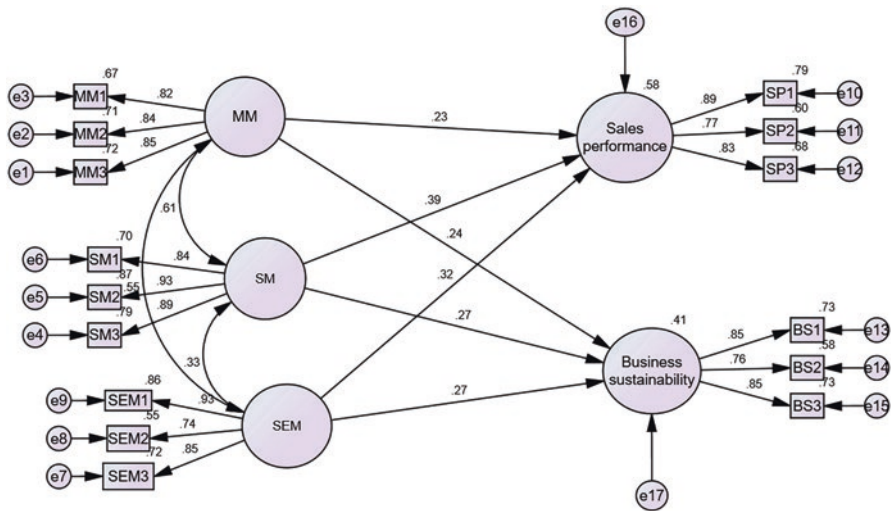 e16
.67
.79
.58
e3
MM1
.82
MM
.89
SP1
e10
.71
.60
e2
MM2
.84
.23
Sales
performance
.77
SP2
e11
.72
.68
e1
MM3
.85
.83
SP3
e12
.61
.39
.24
.70
e6
SM1
.84
SM
.32
.87
e5
SM2
.55
.93
.79
.27
.41
.73
e4
SM3
.89
.85
BS1
e13
.58
.33
Business
sustainability
.76
BS2
e14
.86
.73
e9
SEM1
.93
.27
.85
BS3
e15
.55
e8
SEM2
.74
SEM
.72
e7
SEM3
.85
e17